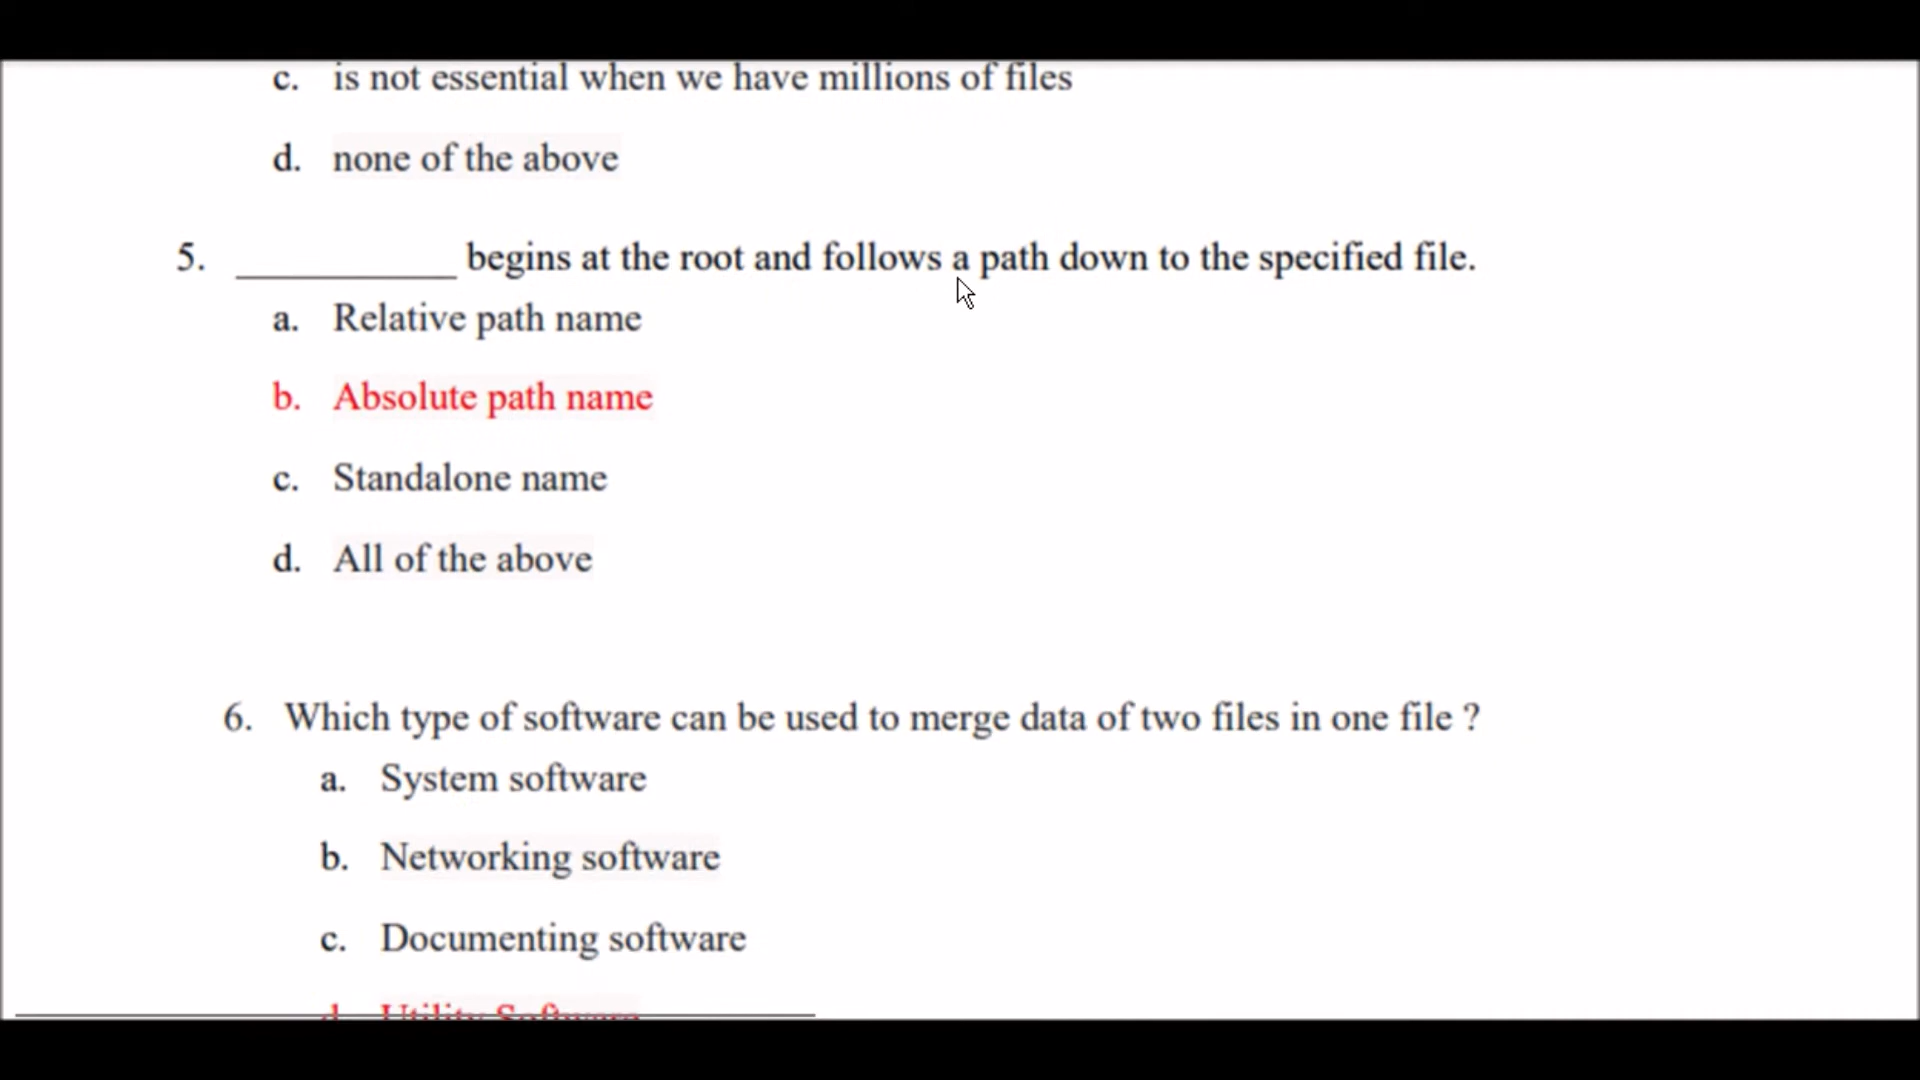 c. is not essential when we have millions of files
d. none of the above
5. ___________ begins at the root and follows a path down to the specified file.
a. Relative path name
b. Absolute path name
c. Standalone name
d. All of the above
6. Which type of software can be used to merge data of two files in one file ?
a. System software
b. Networking software
c. Documenting software
d. Utility Software